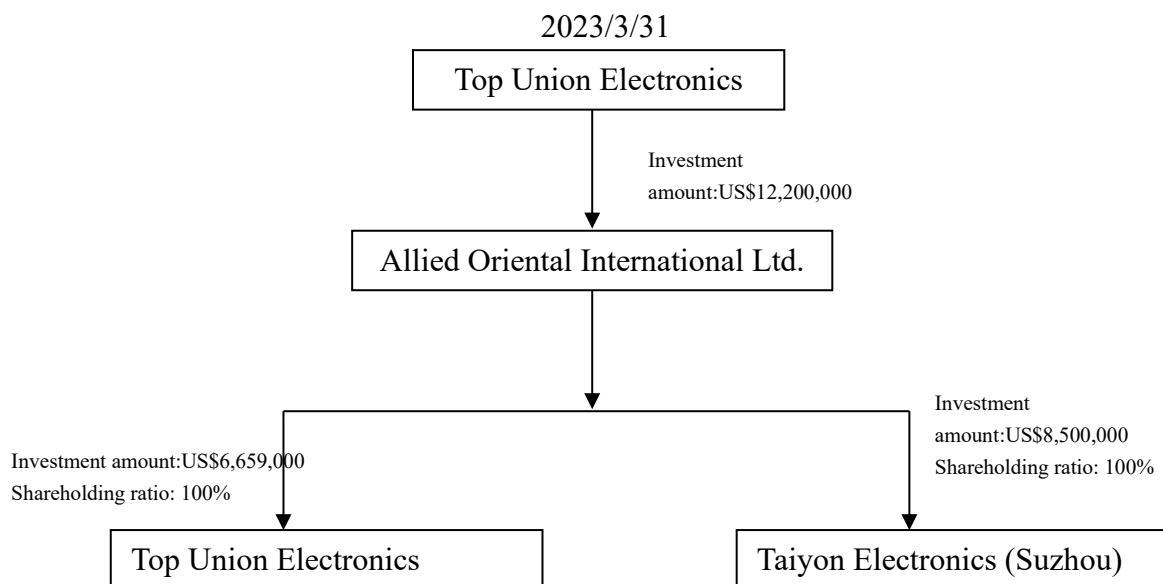 2023/3/31
Top Union Electronics
Investment
amount:US$12,200,000
Allied Oriental International Ltd.
Investment
amount:US$8,500,000
Shareholding ratio: 100%
Investment amount:US$6,659,000
Shareholding ratio: 100%
Top Union Electronics
Taiyon Electronics (Suzhou)